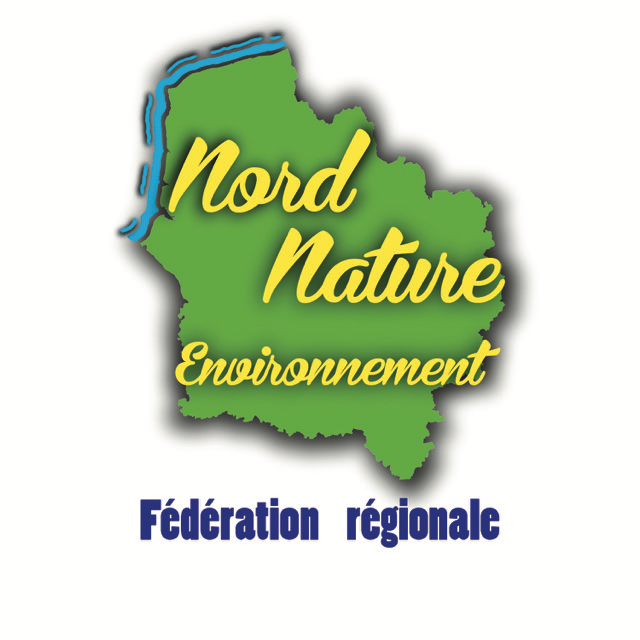 Nord
Nature
Environnement
Fédération régionale